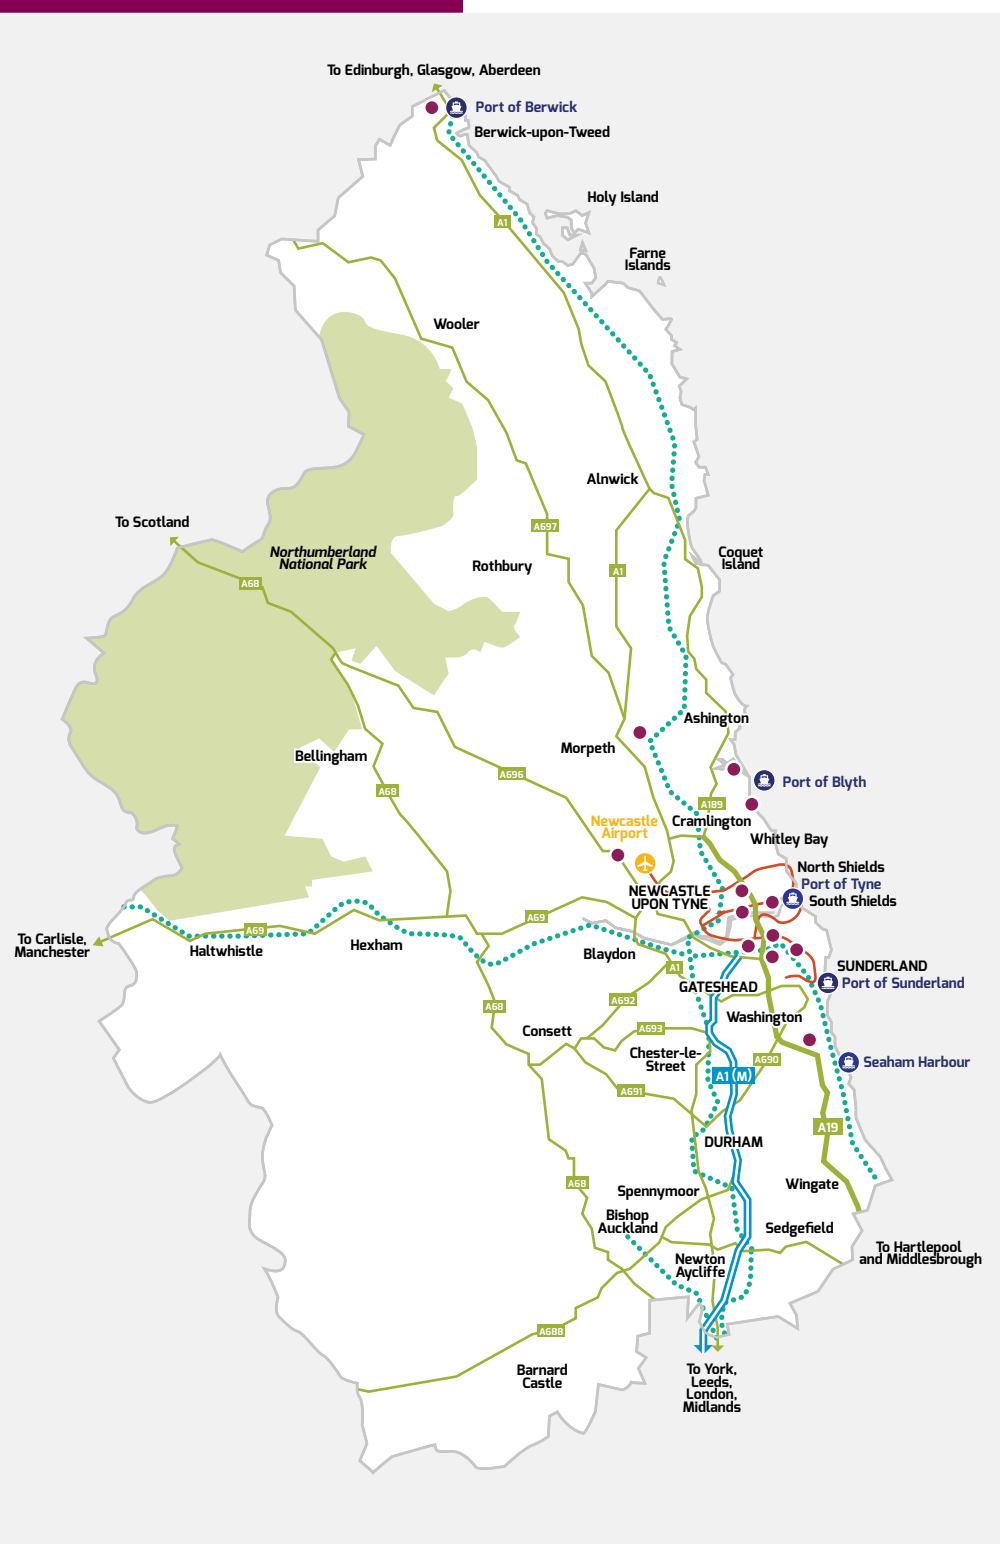 To Edinburgh, Glasgow, Aberdeen
Port of Berwick
Berwick-upon-Tweed
Holy Island
A1
Farne
Islands
Wooler
Alnwick
To Scotland
A697
Northumberland
National Park
Coquet
Island
Rothbury
A1
A68
Ashington
Morpeth
Bellingham
A696
Port of Blyth
A68
A189
Newcastle
Airport
Cramlington
Whitley Bay
North Shields
Port of Tyne
NEWCASTLE
UPON TYNE
South Shields
A69
A69
To Carlisle,
Manchester
Haltwhistle
Hexham
Blaydon
A1
SUNDERLAND
Port of Sunderland
GATESHEAD
A692
A68
Washington
Consett
A693
Chester-le-
Street
A690
Seaham Harbour
A1 (M)
A691
A19
DURHAM
A68
Wingate
Spennymoor
Bishop
Auckland
Sedgefield
To Hartlepool
and Middlesbrough
Newton
Aycliffe
A688
Barnard
Castle
To York,
Leeds,
London,
Midlands